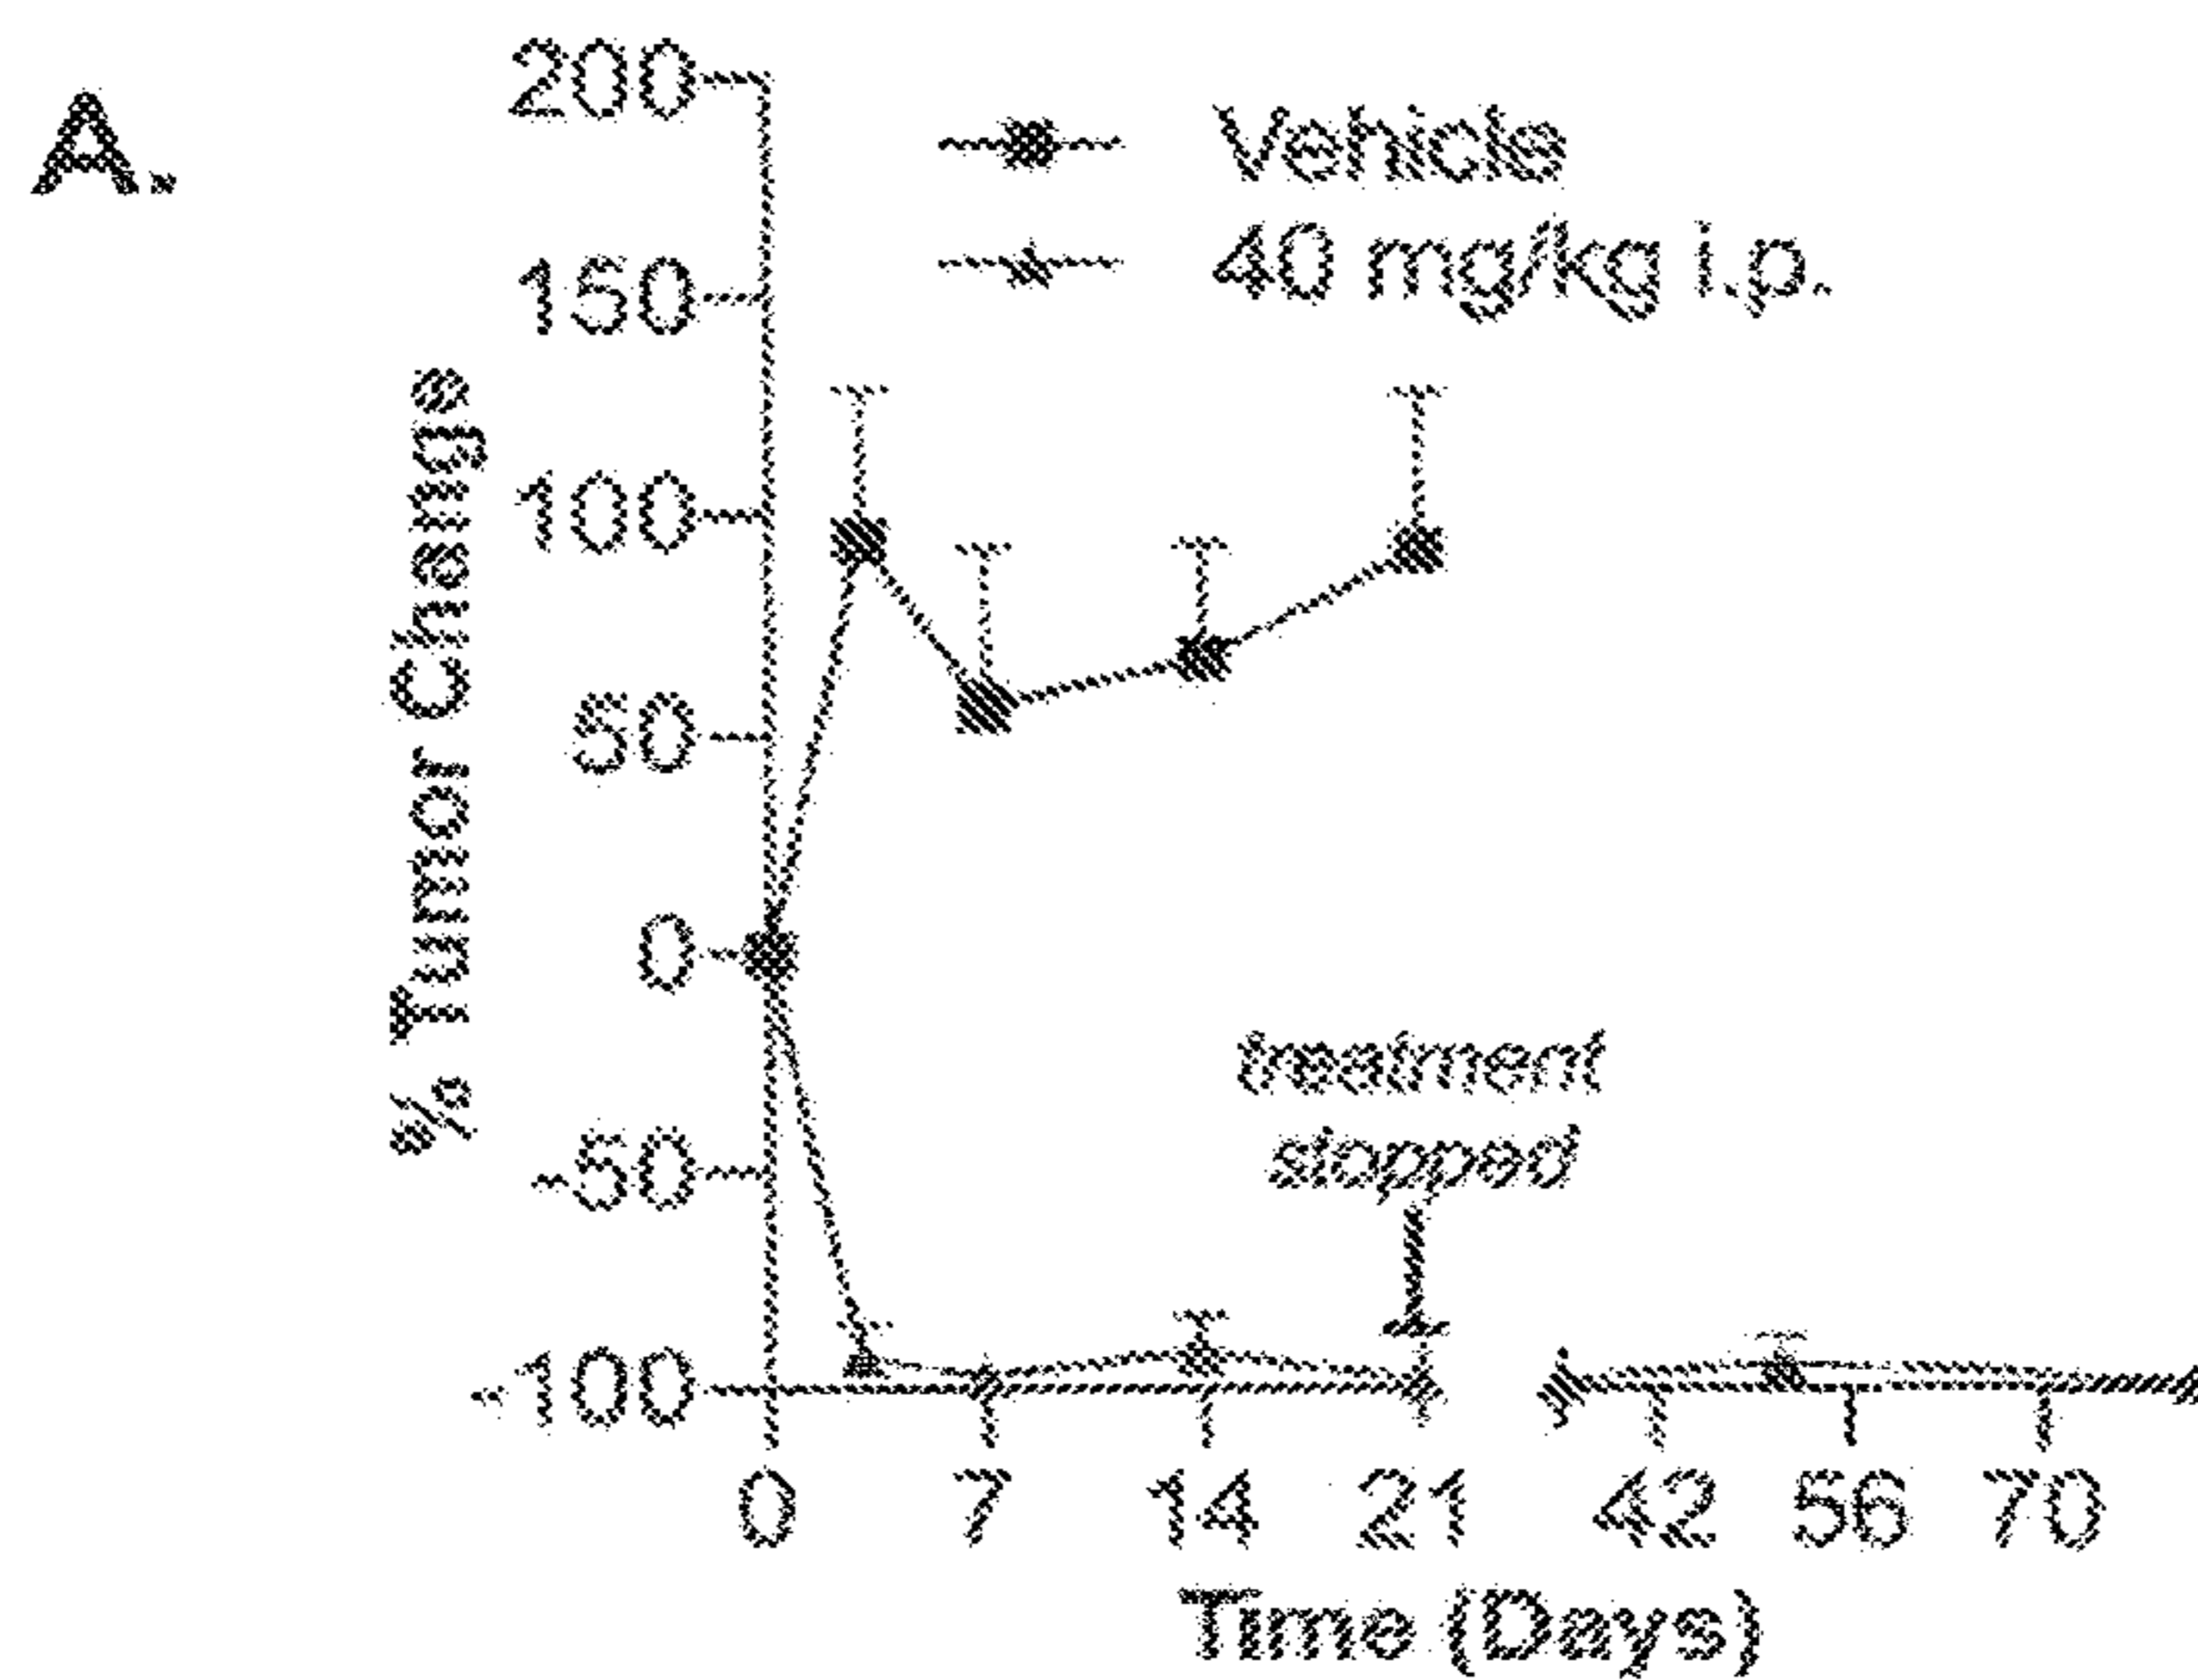 A.
200
150
100
50
0
-50
-100
% Tumor Change
Vehicle
40 mg/kg i.p.
treatment
stopped
0 7 14 21 42 56 70
Time (Days)